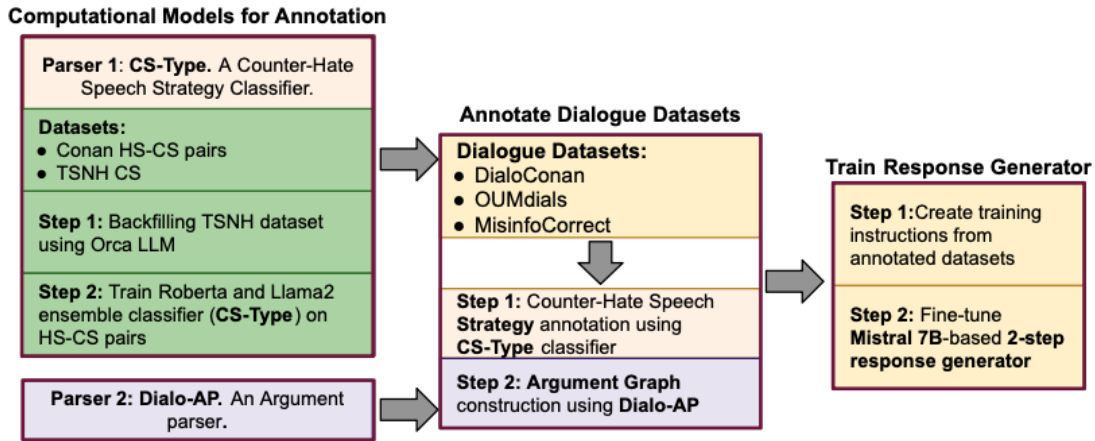 Computational Models for Annotation
Parser 1: CS-Type. A Counter-Hate
Speech Strategy Classifier.
Datasets:
● Conan HS-CS pairs
● TSNH CS
Step 1: Backfilling TSNH dataset
using Orca LLM
Step 2: Train Roberta and Llama2
ensemble classifier (CS-Type) on
HS-CS pairs
Parser 2: Dialo-AP. An Argument
parser.
Annotate Dialogue Datasets
Dialogue Datasets:
● DialoConan
● OUMdials
● MisinfoCorrect
Step 1: Counter-Hate Speech
Strategy annotation using
CS-Type classifier
Step 2: Argument Graph
construction using Dialo-AP
Train Response Generator
Step 1:Create training
instructions from
annotated datasets
Step 2: Fine-tune
Mistral 7B-based 2-step
response generator